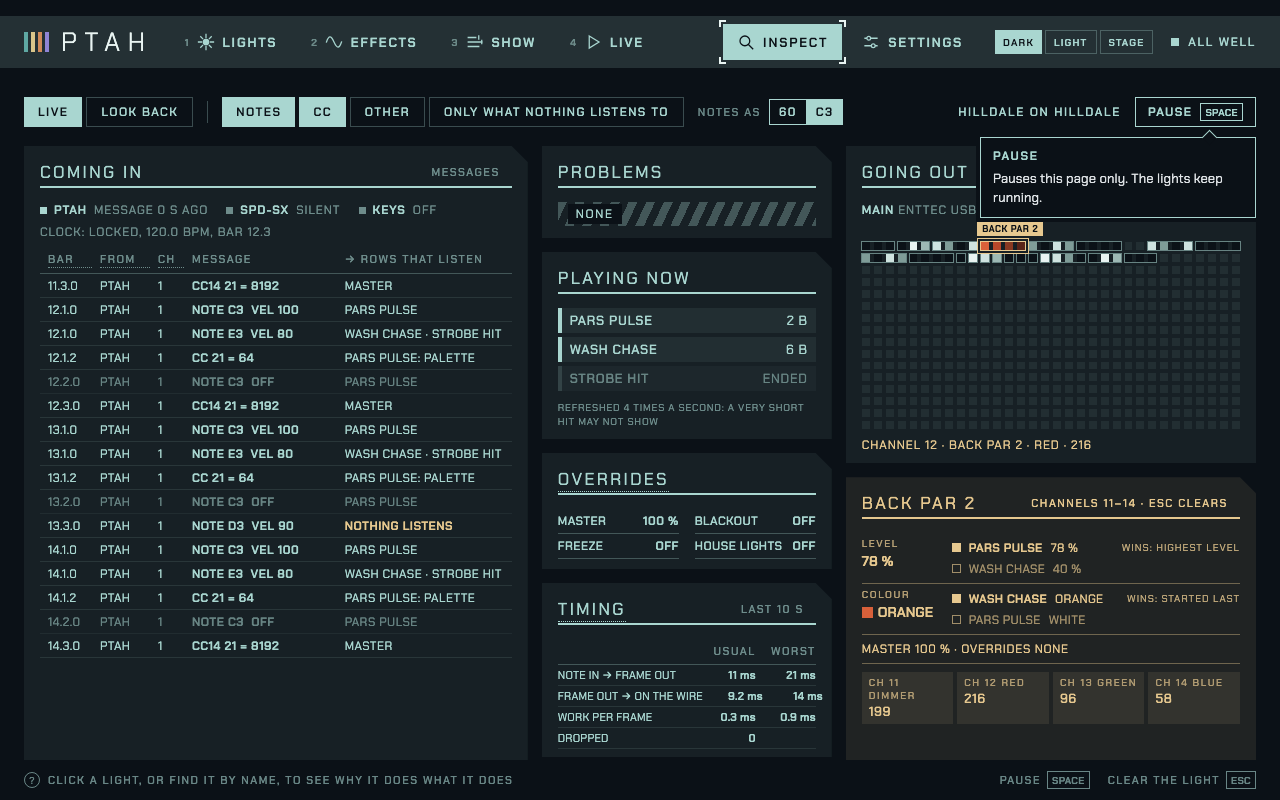 PTAH
1 LIGHTS
2 EFFECTS
3 SHOW
4 LIVE
INSPECT
SETTINGS
DARK LIGHT STAGE
ALL WELL
LIVE LOOK BACK NOTES CC OTHER ONLY WHAT NOTHING LISTENS TO NOTES AS 60 C3
HILLDALE ON HILLDALE PAUSE SPACE
PAUSE
Pauses this page only. The lights keep
running.
COMING IN MESSAGES
PTAH MESSAGE 0 S AGO SPD-SX SILENT KEYS OFF
CLOCK: LOCKED, 120.0 BPM, BAR 12.3
BAR FROM CH MESSAGE → ROWS THAT LISTEN
11.3.0 PTAH 1 CC14 21 = 8192 MASTER
12.1.0 PTAH 1 NOTE C3 VEL 100 PARS PULSE
12.1.0 PTAH 1 NOTE E3 VEL 80 WASH CHASE · STROBE HIT
12.1.2 PTAH 1 CC 21 = 64 PARS PULSE: PALETTE
12.2.0 PTAH 1 NOTE C3 OFF PARS PULSE
12.3.0 PTAH 1 CC14 21 = 8192 MASTER
13.1.0 PTAH 1 NOTE C3 VEL 100 PARS PULSE
13.1.0 PTAH 1 NOTE E3 VEL 80 WASH CHASE · STROBE HIT
13.1.2 PTAH 1 CC 21 = 64 PARS PULSE: PALETTE
13.2.0 PTAH 1 NOTE C3 OFF PARS PULSE
13.3.0 PTAH 1 NOTE D3 VEL 90 NOTHING LISTENS
14.1.0 PTAH 1 NOTE C3 VEL 100 PARS PULSE
14.1.0 PTAH 1 NOTE E3 VEL 80 WASH CHASE · STROBE HIT
14.1.2 PTAH 1 CC 21 = 64 PARS PULSE: PALETTE
14.2.0 PTAH 1 NOTE C3 OFF PARS PULSE
14.3.0 PTAH 1 CC14 21 = 8192 MASTER
PROBLEMS
NONE
PLAYING NOW
PARS PULSE 2 B
WASH CHASE 6 B
STROBE HIT ENDED
REFRESHED 4 TIMES A SECOND: A VERY SHORT
HIT MAY NOT SHOW
OVERRIDES
MASTER 100 % BLACKOUT OFF
FREEZE OFF HOUSE LIGHTS OFF
TIMING LAST 10 S
USUAL WORST
NOTE IN → FRAME OUT 11 ms 21 ms
FRAME OUT → ON THE WIRE 9.2 ms 14 ms
WORK PER FRAME 0.3 ms 0.9 ms
DROPPED 0
GOING OUT
MAIN ENTTEC USB
BACK PAR 2
CHANNEL 12 · BACK PAR 2 · RED · 216
BACK PAR 2 CHANNELS 11–14 · ESC CLEARS
LEVEL
78 %
PARS PULSE 78 % WINS: HIGHEST LEVEL
WASH CHASE 40 %
COLOUR
ORANGE
WASH CHASE ORANGE WINS: STARTED LAST
PARS PULSE WHITE
MASTER 100 % · OVERRIDES NONE
CH 11
DIMMER
199
CH 12 RED
216
CH 13 GREEN
96
CH 14 BLUE
58
? CLICK A LIGHT, OR FIND IT BY NAME, TO SEE WHY IT DOES WHAT IT DOES
PAUSE SPACE CLEAR THE LIGHT ESC